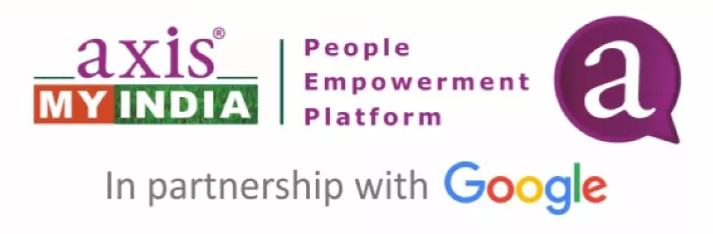 axis®
MY INDIA
People
Empowerment
Platform
a
In partnership with Google